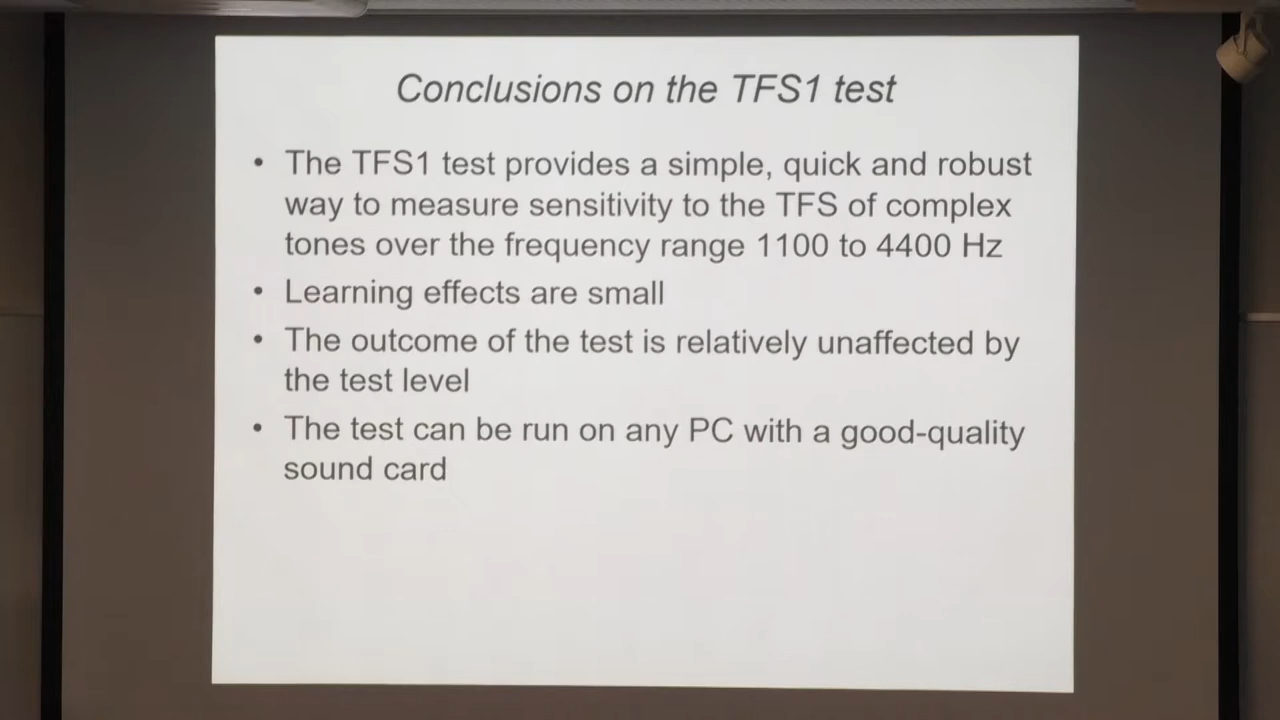 Conclusions on the TFS1 test
• The TFS1 test provides a simple, quick and robust
way to measure sensitivity to the TFS of complex
tones over the frequency range 1100 to 4400 Hz
• Learning effects are small
• The outcome of the test is relatively unaffected by
the test level
• The test can be run on any PC with a good-quality
sound card